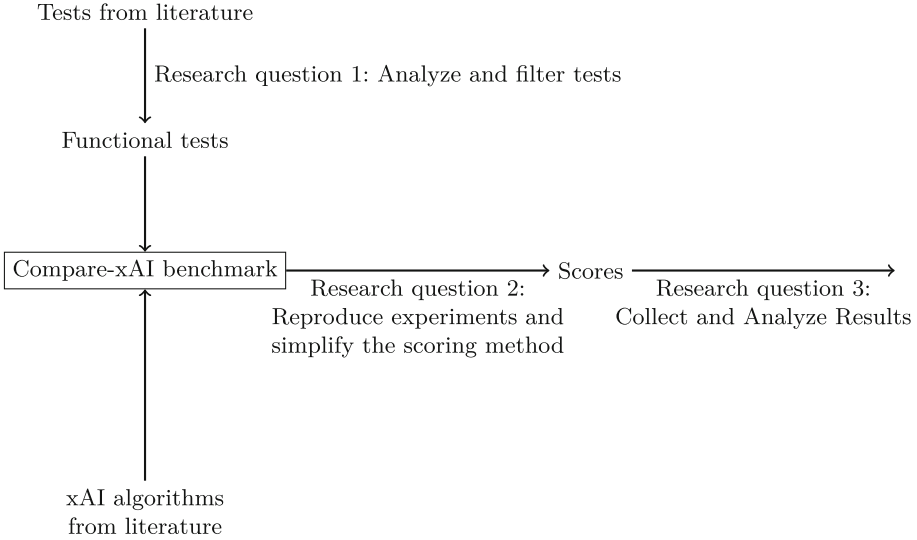 Tests from literature
Research question 1: Analyze and filter tests
Functional tests
Compare-xAI benchmark
Scores
Research question 2:
Reproduce experiments and
simplify the scoring method
Research question 3:
Collect and Analyze Results
xAI algorithms
from literature